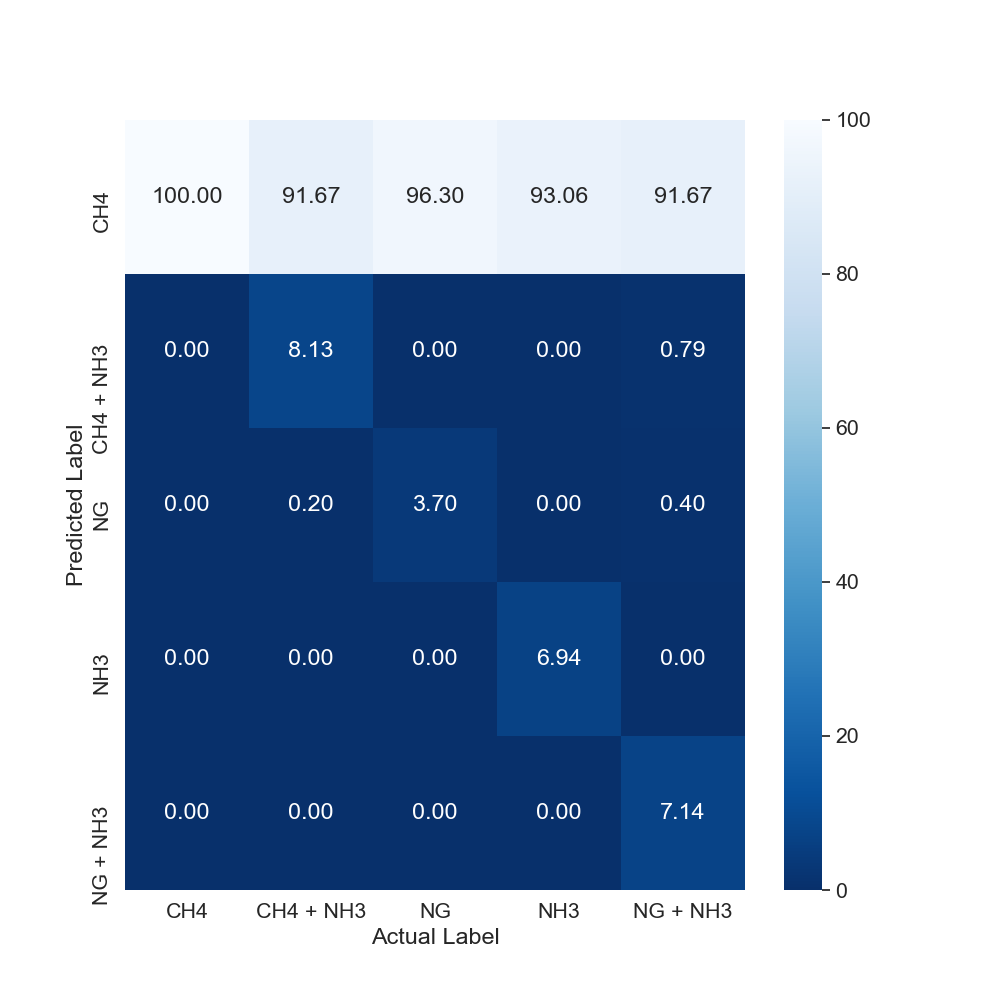 100.00 91.67 96.30 93.06 91.67
0.00 8.13 0.00 0.00 0.79
0.00 0.20 3.70 0.00 0.40
0.00 0.00 0.00 6.94 0.00
0.00 0.00 0.00 0.00 7.14
CH4
CH4 + NH3
NG
NH3
NG + NH3
Predicted Label
CH4 CH4 + NH3 NG NH3 NG + NH3
Actual Label
100
80
60
40
20
0